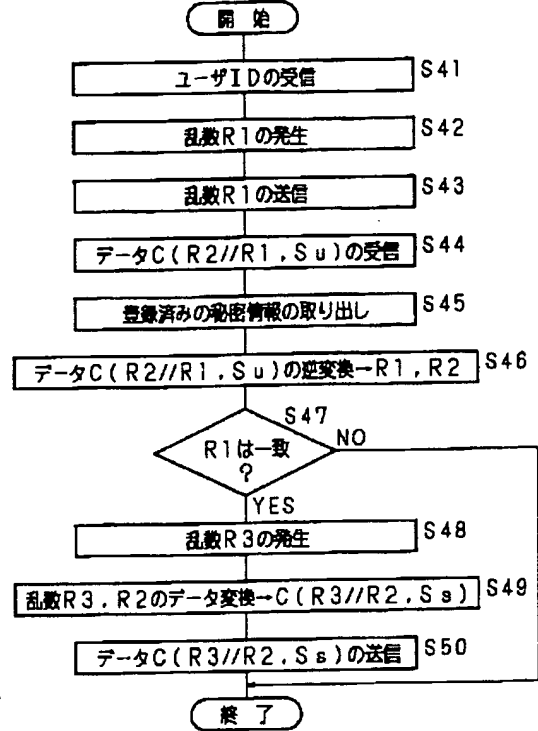 開始
ユーザIDの受信 S41
乱数R1の発生 S42
乱数R1の送信 S43
データC(R2//R1,Su)の受信 S44
登録済みの秘密情報の取り出し S45
データC(R2//R1,Su)の逆変換→R1,R2 S46
S47
R1は一致 NO
?
YES
乱数R3の発生 S48
乱数R3,R2のデータ変換→C(R3//R2,Ss) S49
データC(R3//R2,Ss)の送信 S50
終了